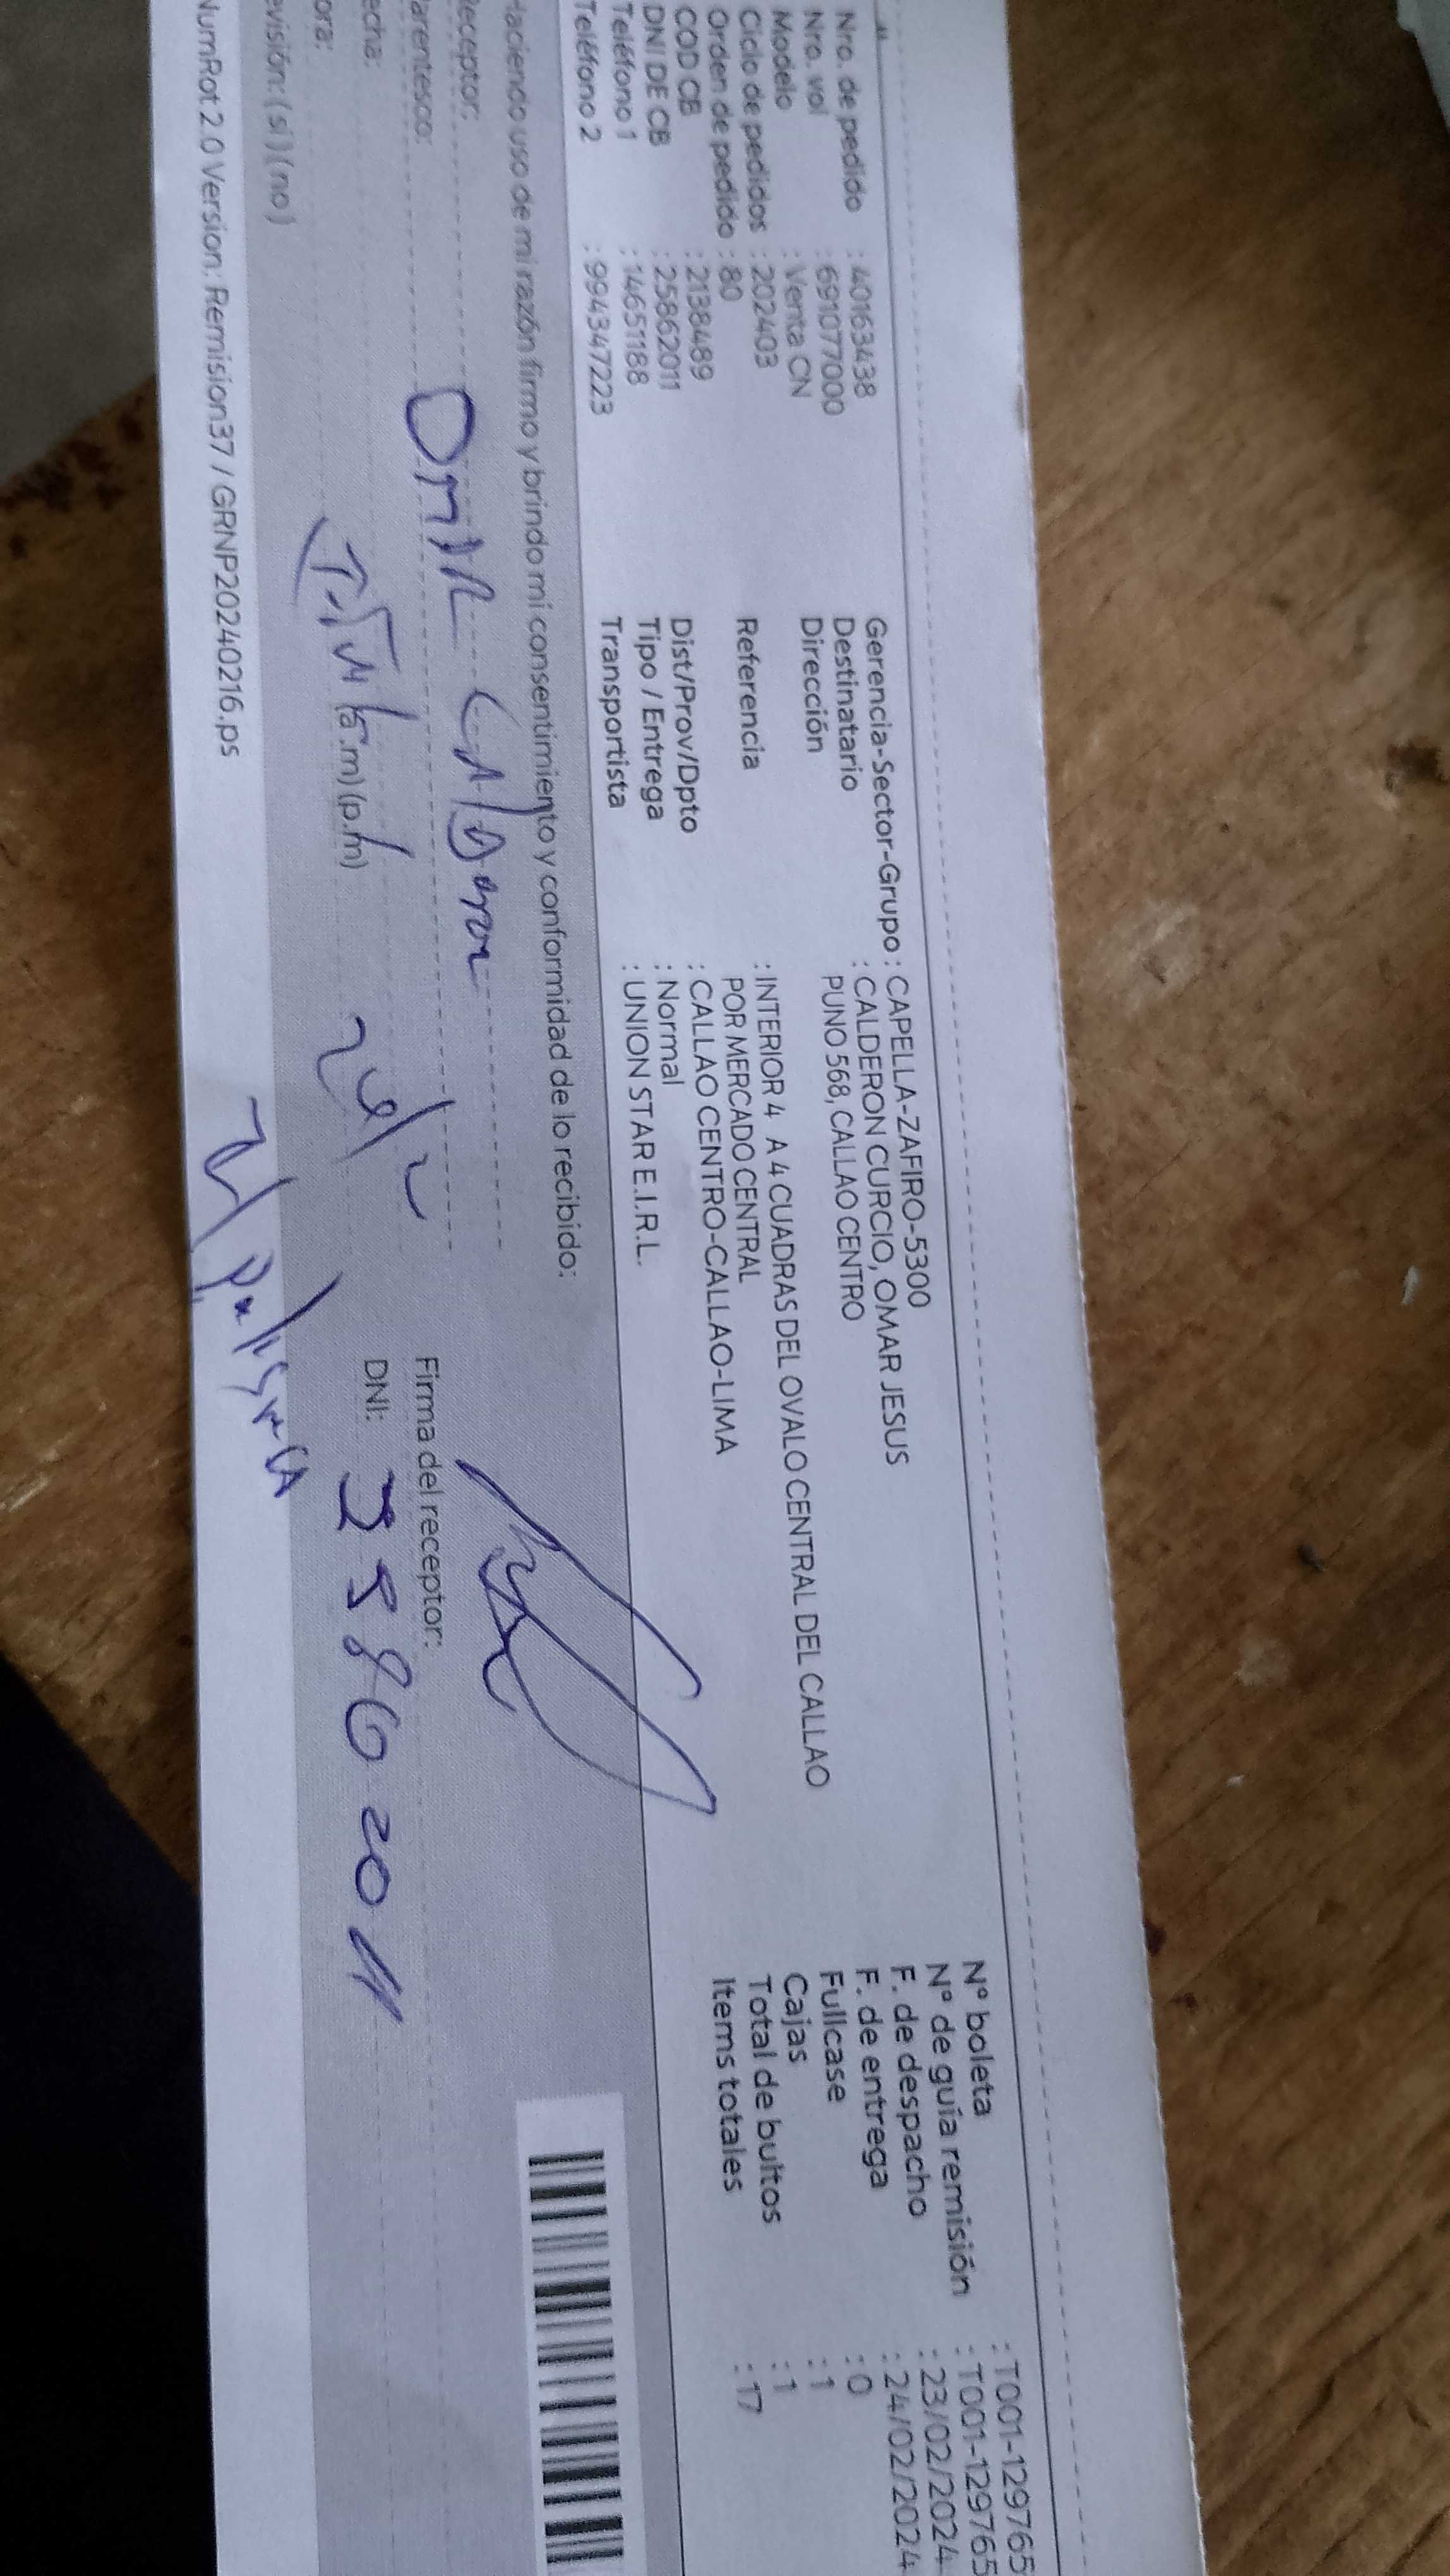 Nro. de pedido : 40163438
Nro. vol : 691077000
Modelo : Venta CN
Ciclo de pedidos : 202403
Orden de pedido : 80
COD CB : 2138489
DNI DE CB : 25862011
Teléfono 1 : 14651188
Teléfono 2 : 994347223
Gerencia-Sector-Grupo : CAPELLA-ZAFIRO-5300
Destinatario : CALDERON CURCIO, OMAR JESUS
Dirección PUNO 568, CALLAO CENTRO
Referencia : INTERIOR 4 A 4 CUADRAS DEL OVALO CENTRAL DEL CALLAO
POR MERCADO CENTRAL
Dist/Prov/Dpto : CALLAO CENTRO-CALLAO-LIMA
Tipo / Entrega : Normal
Transportista : UNION STAR E.I.R.L.
N° boleta : T001-129765
N° de guía remisión : T001-129765
F. de despacho : 23/02/2024
F. de entrega : 24/02/2024
Fullcase : 0
Cajas : 1
Total de bultos : 1
Items totales : 17
Haciendo uso de mi razón firmo y brindo mi consentimiento y conformidad de lo recibido:
Receptor:
Parentesco:
echa:
ora: (a.m) (p.m)
evisión: ( si ) ( no )
Firma del receptor:
DNI: 25862011
NumRot 2.0 Version: Remision37 / GRNP20240216.ps